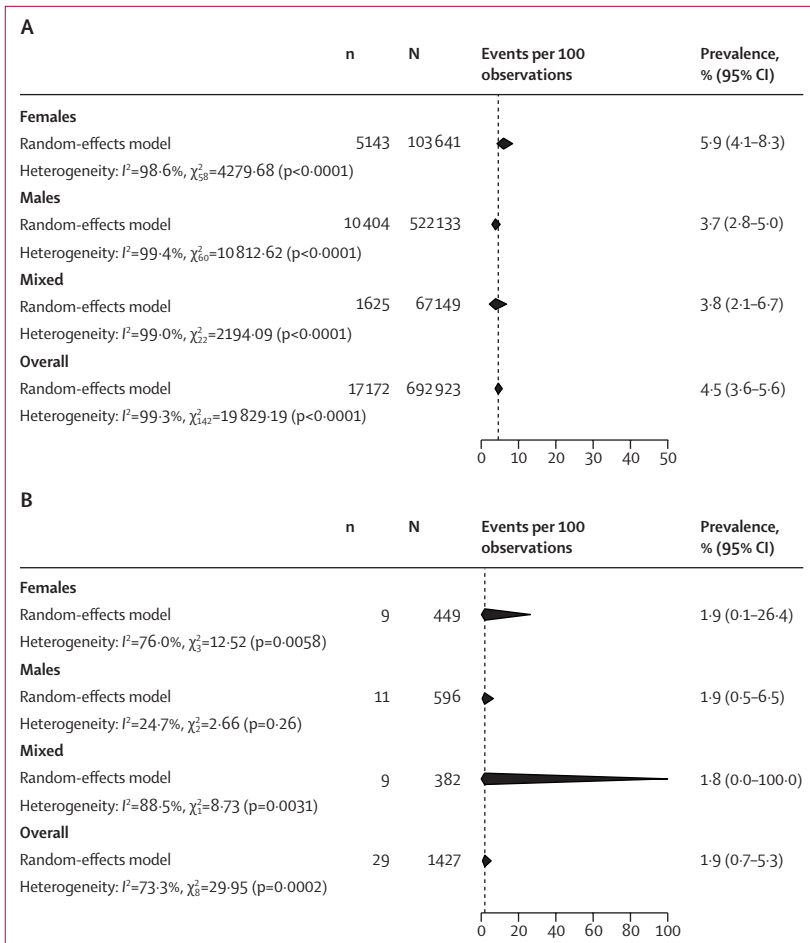 A
n N Events per 100 observations Prevalence, % (95% CI)
Females
Random-effects model 5143 103 641 5·9 (4·1–8·3)
Heterogeneity: I²=98·6%, χ²₅₈=4279·68 (p<0·0001)
Males
Random-effects model 10 404 522 133 3·7 (2·8–5·0)
Heterogeneity: I²=99·4%, χ²₆₀=10 812·62 (p<0·0001)
Mixed
Random-effects model 1625 67 149 3·8 (2·1–6·7)
Heterogeneity: I²=99·0%, χ²₂₂=2194·09 (p<0·0001)
Overall
Random-effects model 17 172 692 923 4·5 (3·6–5·6)
Heterogeneity: I²=99·3%, χ²₁₄₂=19 829·19 (p<0·0001)
0 10 20 30 40 50
B
n N Events per 100 observations Prevalence, % (95% CI)
Females
Random-effects model 9 449 1·9 (0·1–26·4)
Heterogeneity: I²=76·0%, χ²₃=12·52 (p=0·0058)
Males
Random-effects model 11 596 1·9 (0·5–6·5)
Heterogeneity: I²=24·7%, χ²₂=2·66 (p=0·26)
Mixed
Random-effects model 9 382 1·8 (0·0–100·0)
Heterogeneity: I²=88·5%, χ²₁=8·73 (p=0·0031)
Overall
Random-effects model 29 1427 1·9 (0·7–5·3)
Heterogeneity: I²=73·3%, χ²₈=29·95 (p=0·0002)
0 20 40 60 80 100